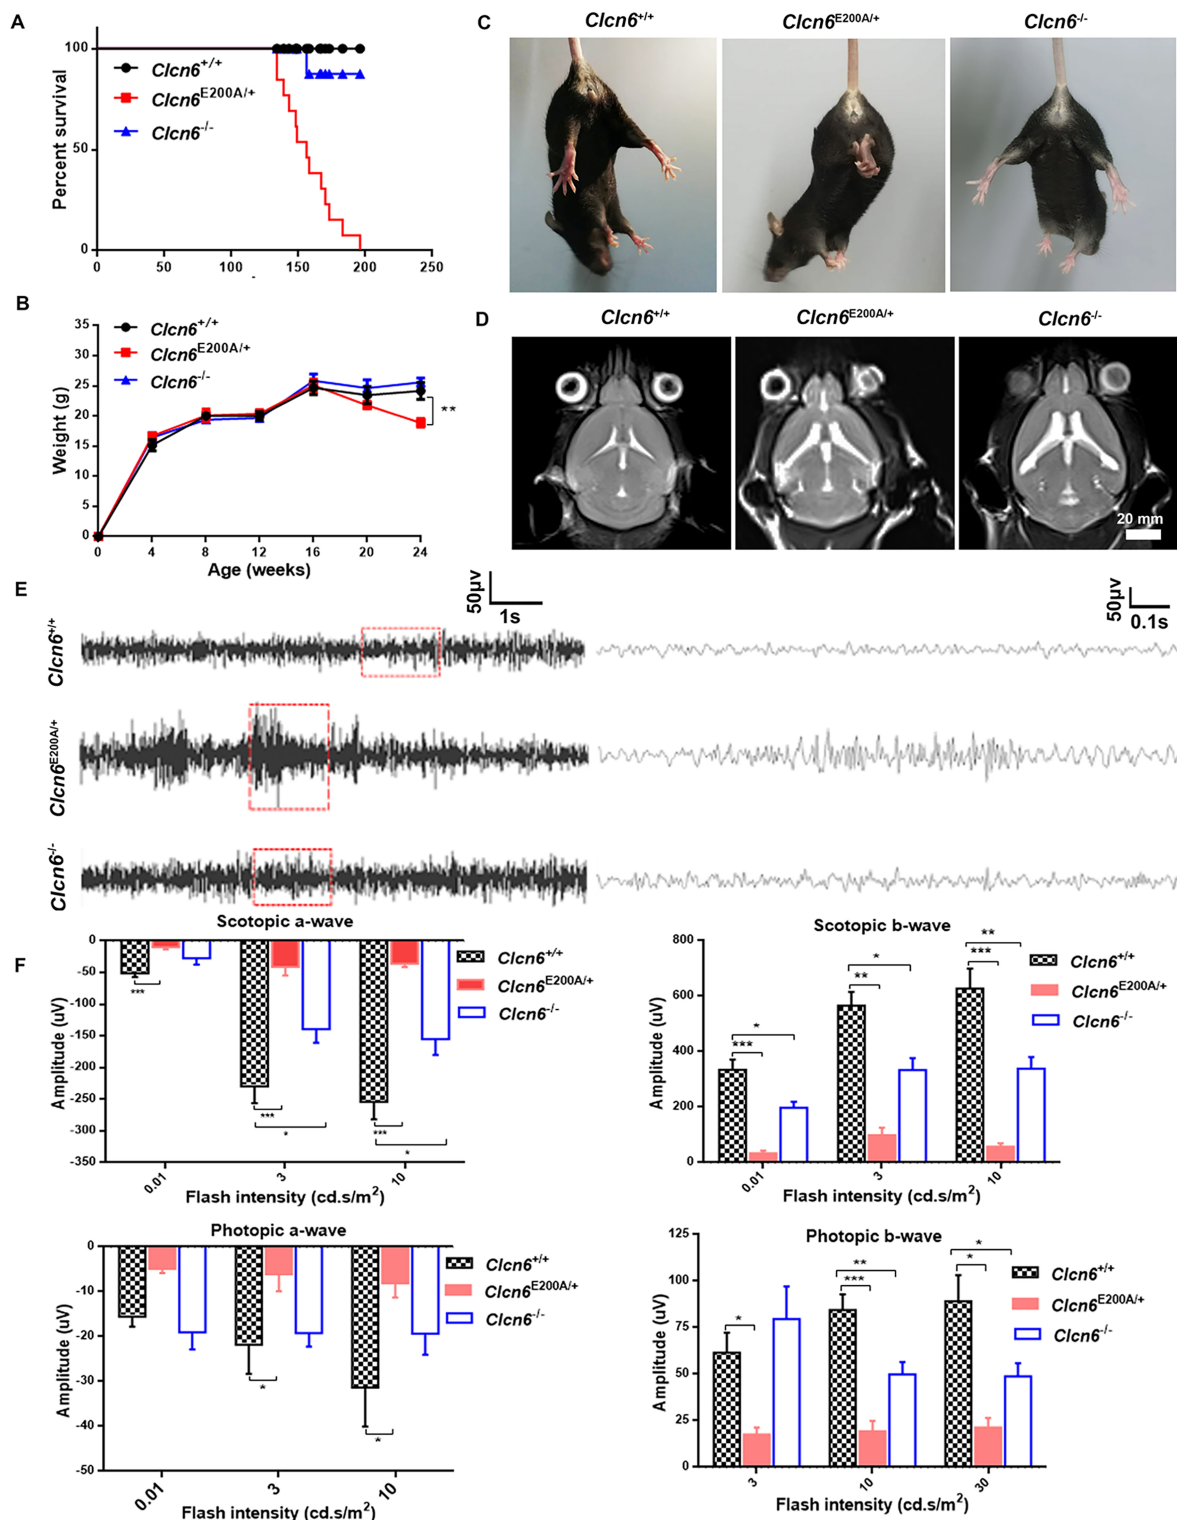 A
Percent survival
100
50
0
Clcn6+/+
Clcn6E200A/+
Clcn6-/-
0 50 100 150 200 250
B
Weight (g)
35
30
25
20
15
10
5
0
Clcn6+/+
Clcn6E200A/+
Clcn6-/-
**
0 4 8 12 16 20 24
Age (weeks)
C
Clcn6+/+ Clcn6E200A/+ Clcn6-/-
D
Clcn6+/+ Clcn6E200A/+ Clcn6-/-
20 mm
E
50μv
1s
50μv
0.1s
Clcn6+/+
Clcn6E200A/+
Clcn6-/-
F
Scotopic a-wave
Amplitude (uV)
0
-50
-100
-150
-200
-250
-300
-350
***
***
*
***
*
Clcn6+/+
Clcn6E200A/+
Clcn6-/-
0.01 3 10
Flash intensity (cd.s/m2)
Scotopic b-wave
Amplitude (uV)
800
600
400
200
0
*
***
*
**
**
***
Clcn6+/+
Clcn6E200A/+
Clcn6-/-
0.01 3 10
Flash intensity (cd.s/m2)
Photopic a-wave
Amplitude (uV)
0
-10
-20
-30
-40
-50
*
*
Clcn6+/+
Clcn6E200A/+
Clcn6-/-
0.01 3 10
Flash intensity (cd.s/m2)
Photopic b-wave
Amplitude (uV)
125
100
75
50
25
0
*
**
***
*
*
Clcn6+/+
Clcn6E200A/+
Clcn6-/-
3 10 30
Flash intensity (cd.s/m2)